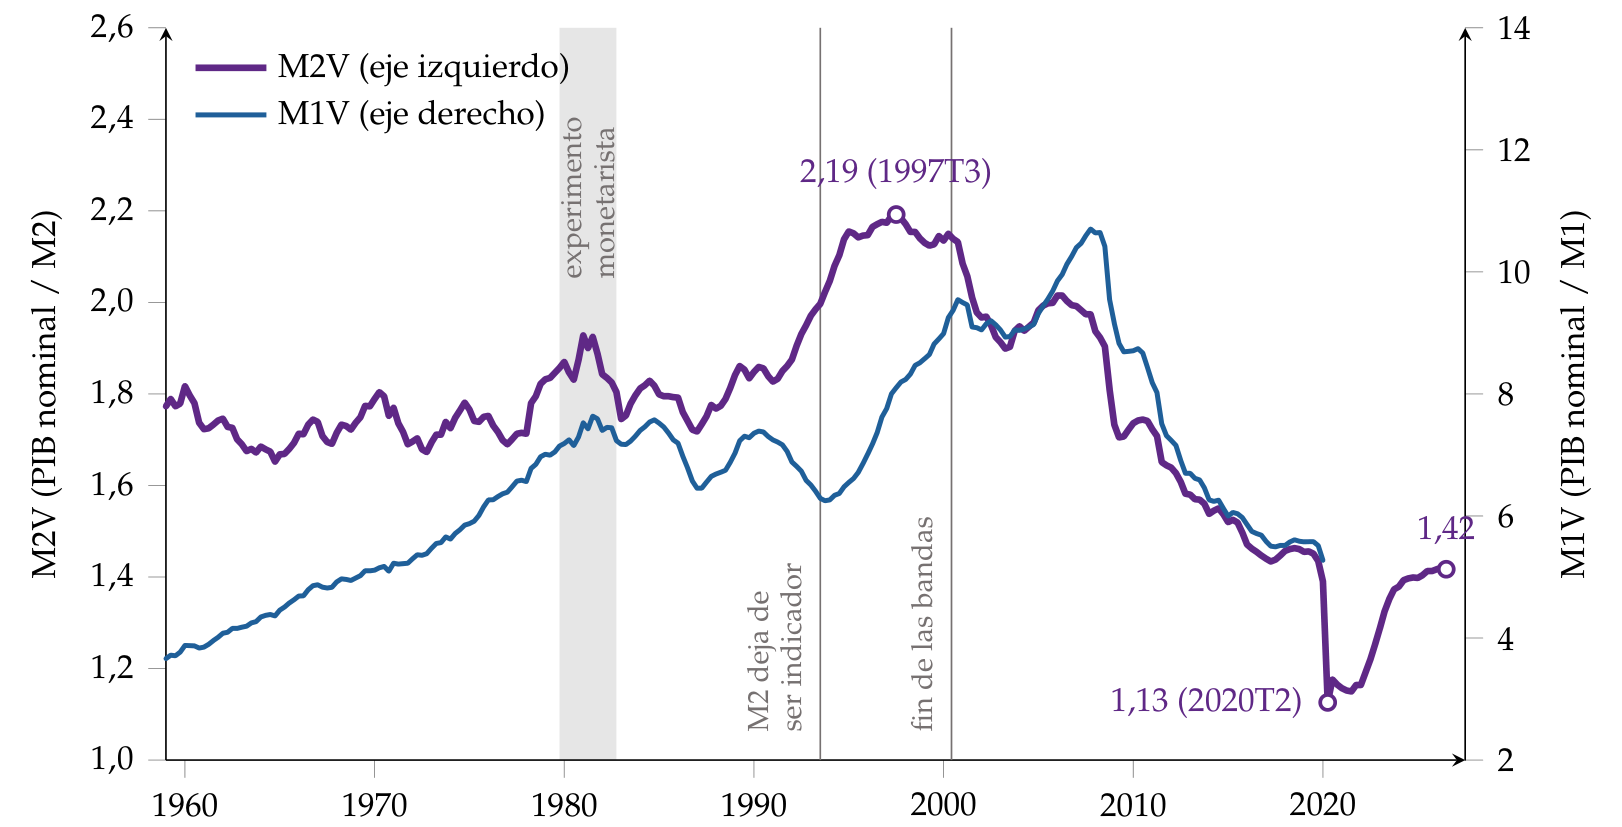 M2V (eje izquierdo)
M1V (eje derecho)
M2V (PIB nominal / M2)
2,6
2,4
2,2
2,0
1,8
1,6
1,4
1,2
1,0
experimento
monetarista
2,19 (1997T3)
M2 deja de
ser indicador
fin de las bandas
1,13 (2020T2)
1,42
14
12
10
8
6
4
2
M1V (PIB nominal / M1)
1960
1970
1980
1990
2000
2010
2020